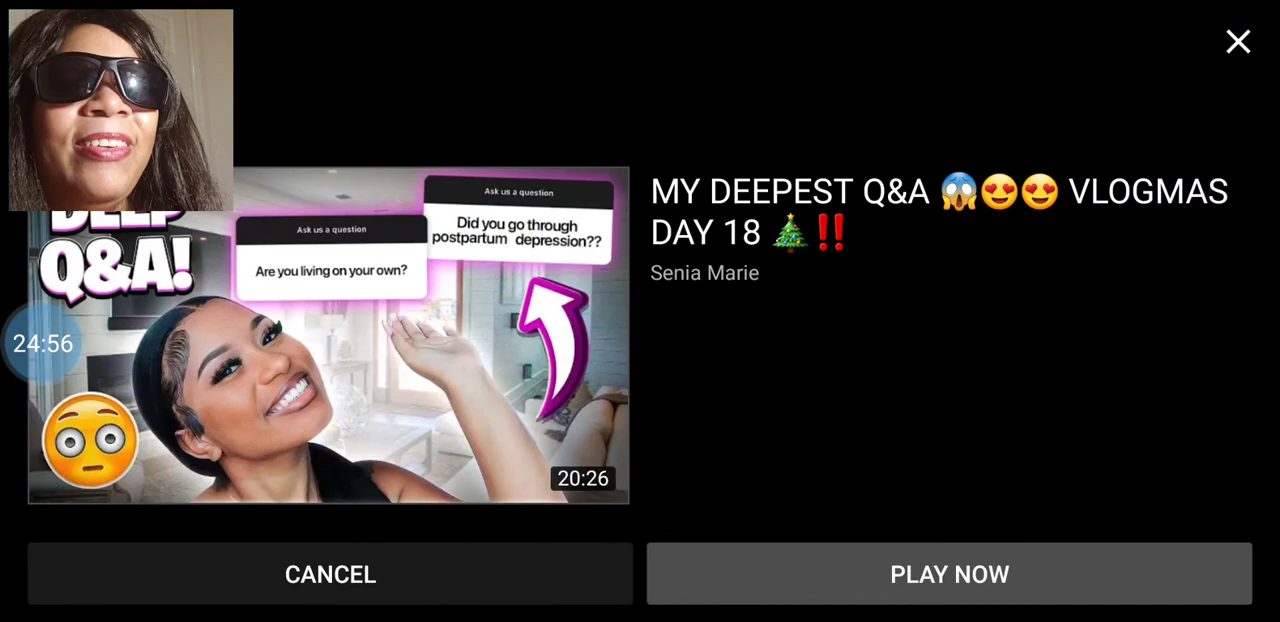 MY DEEPEST Q&A 😱😍😍 VLOGMAS
DAY 18 🎄‼️
Senia Marie
Ask us a question
Did you go through
postpartum depression??
Ask us a question
Are you living on your own?
DEEP
Q&A!
24:56
20:26
CANCEL
PLAY NOW